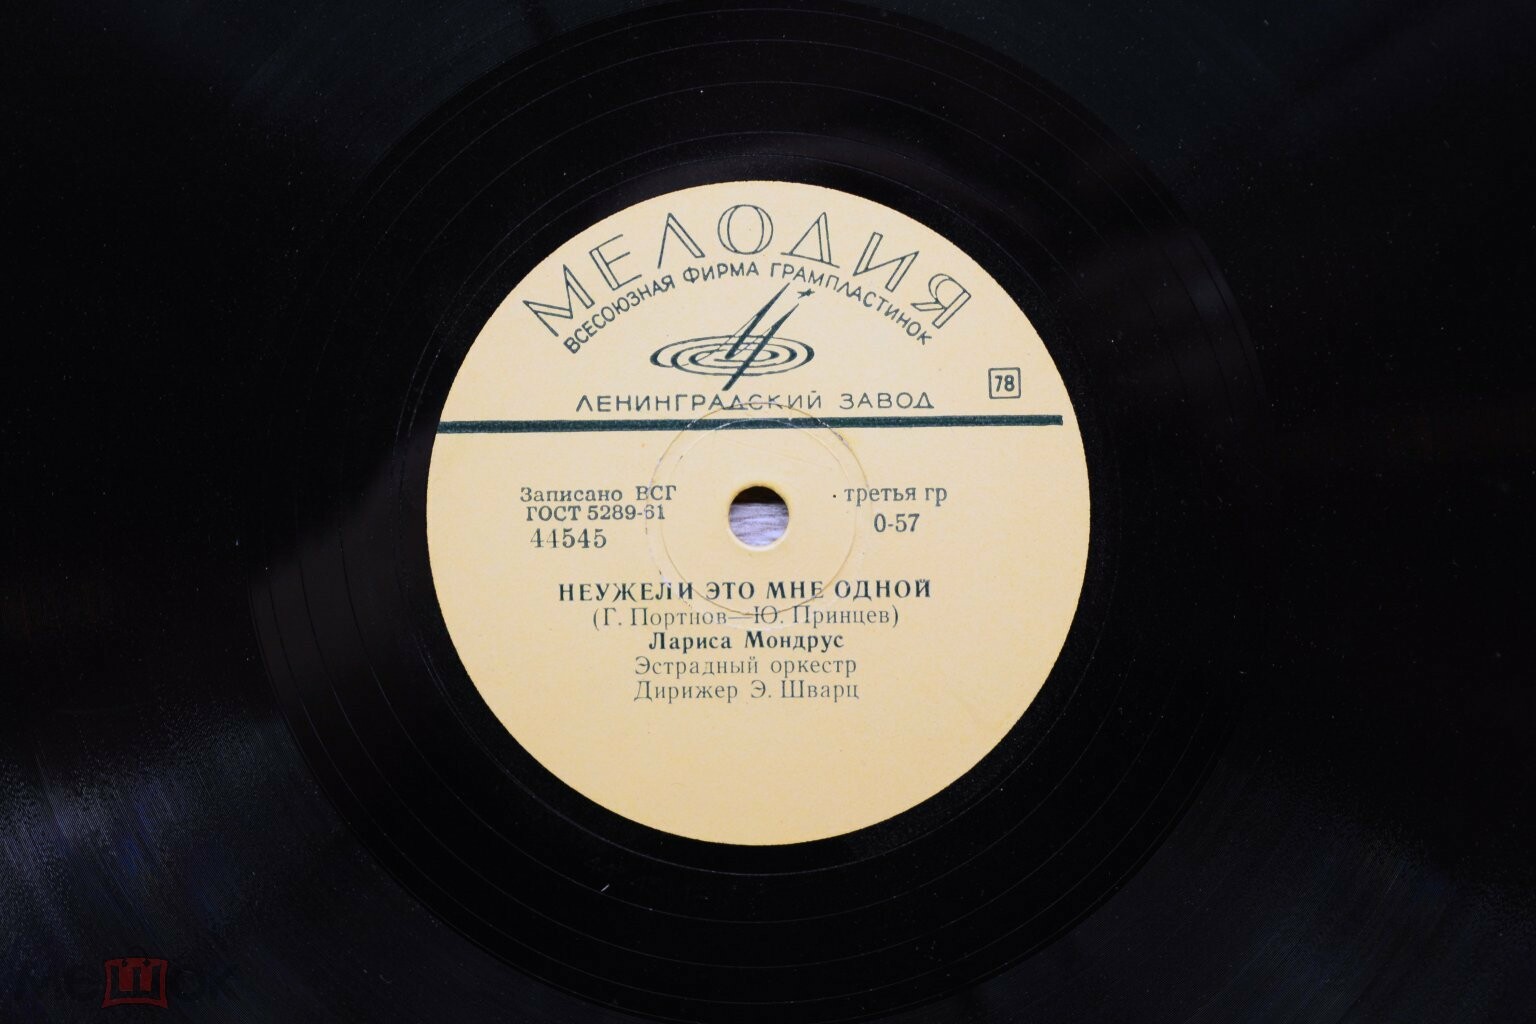 МЕЛОДИЯ
ВСЕСОЮЗНАЯ ФИРМА ГРАМПЛАСТИНОК
ЛЕНИНГРАДСКИЙ ЗАВОД
78
Записано ВСГ
ГОСТ 5289-61
44545
третья гр
0-57
НЕУЖЕЛИ ЭТО МНЕ ОДНОЙ
(Г. Портнов—Ю. Принцев)
Лариса Мондрус
Эстрадный оркестр
Дирижер Э. Шварц
мешок